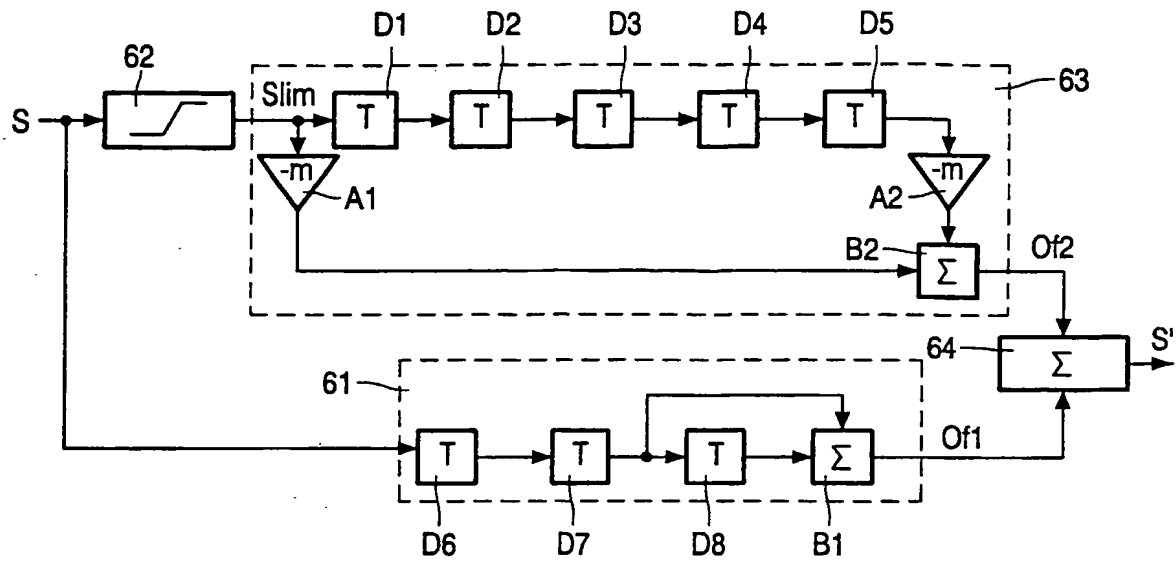 D1 D2 D3 D4 D5
62
63
S
Slim
T T T T T
-m
A1
-m
A2
B2
Σ
Of2
64
Σ
S'
61
T T T Σ
Of1
D6 D7 D8 B1